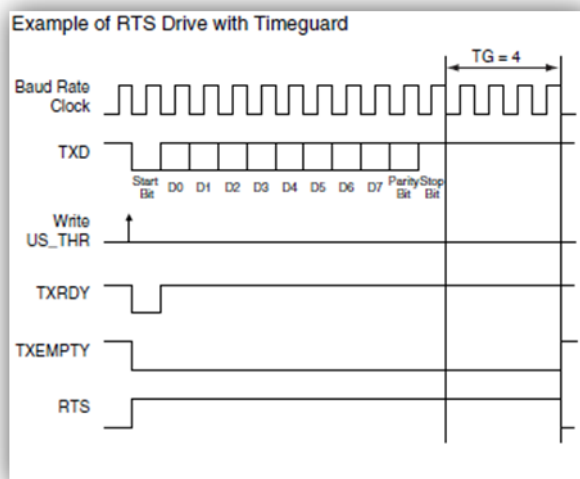 Example of RTS Drive with Timeguard
TG = 4
Baud Rate
Clock
TXD
Start
Bit
D0
D1
D2
D3
D4
D5
D6
D7
Parity
Bit
Stop
Bit
Write
US_THR
TXRDY
TXEMPTY
RTS